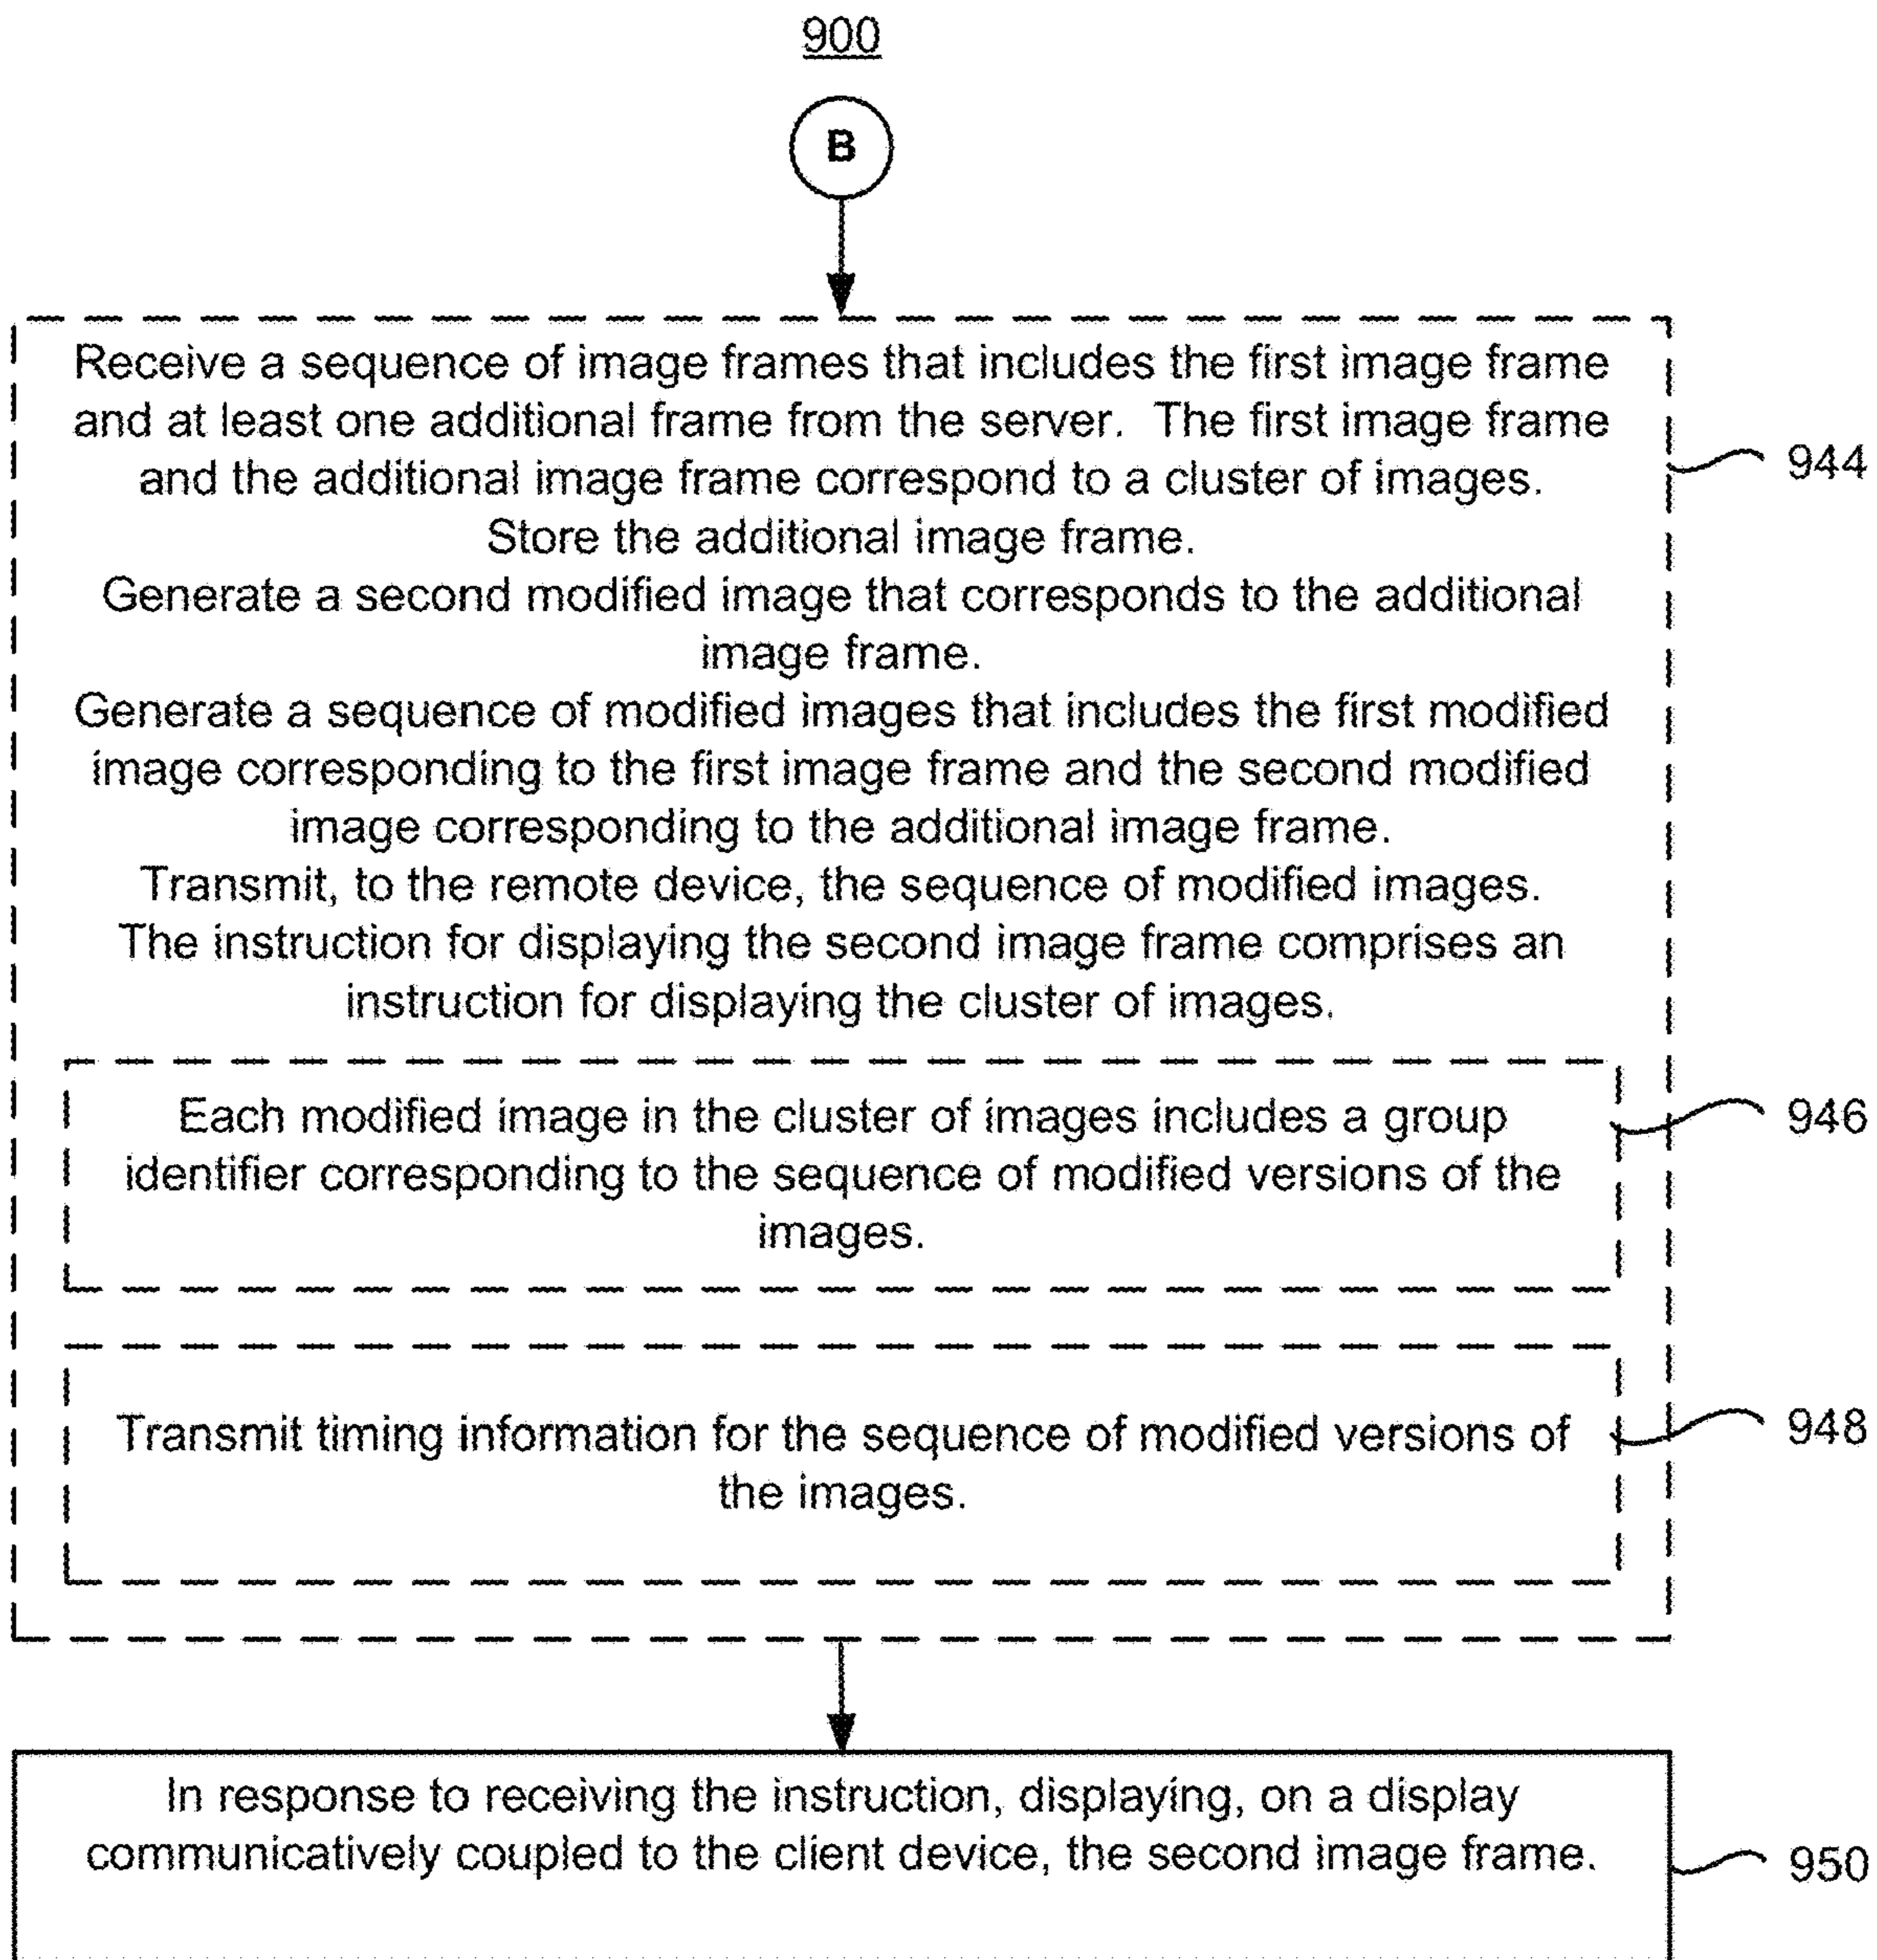 900
B
Receive a sequence of image frames that includes the first image frame
and at least one additional frame from the server. The first image frame
and the additional image frame correspond to a cluster of images.
944
Store the additional image frame.
Generate a second modified image that corresponds to the additional
image frame.
Generate a sequence of modified images that includes the first modified
image corresponding to the first image frame and the second modified
image corresponding to the additional image frame.
Transmit, to the remote device, the sequence of modified images.
The instruction for displaying the second image frame comprises an
instruction for displaying the cluster of images.
Each modified image in the cluster of images includes a group
946
identifier corresponding to the sequence of modified versions of the
images.
Transmit timing information for the sequence of modified versions of
948
the images.
In response to receiving the instruction, displaying, on a display
communicatively coupled to the client device, the second image frame.
950